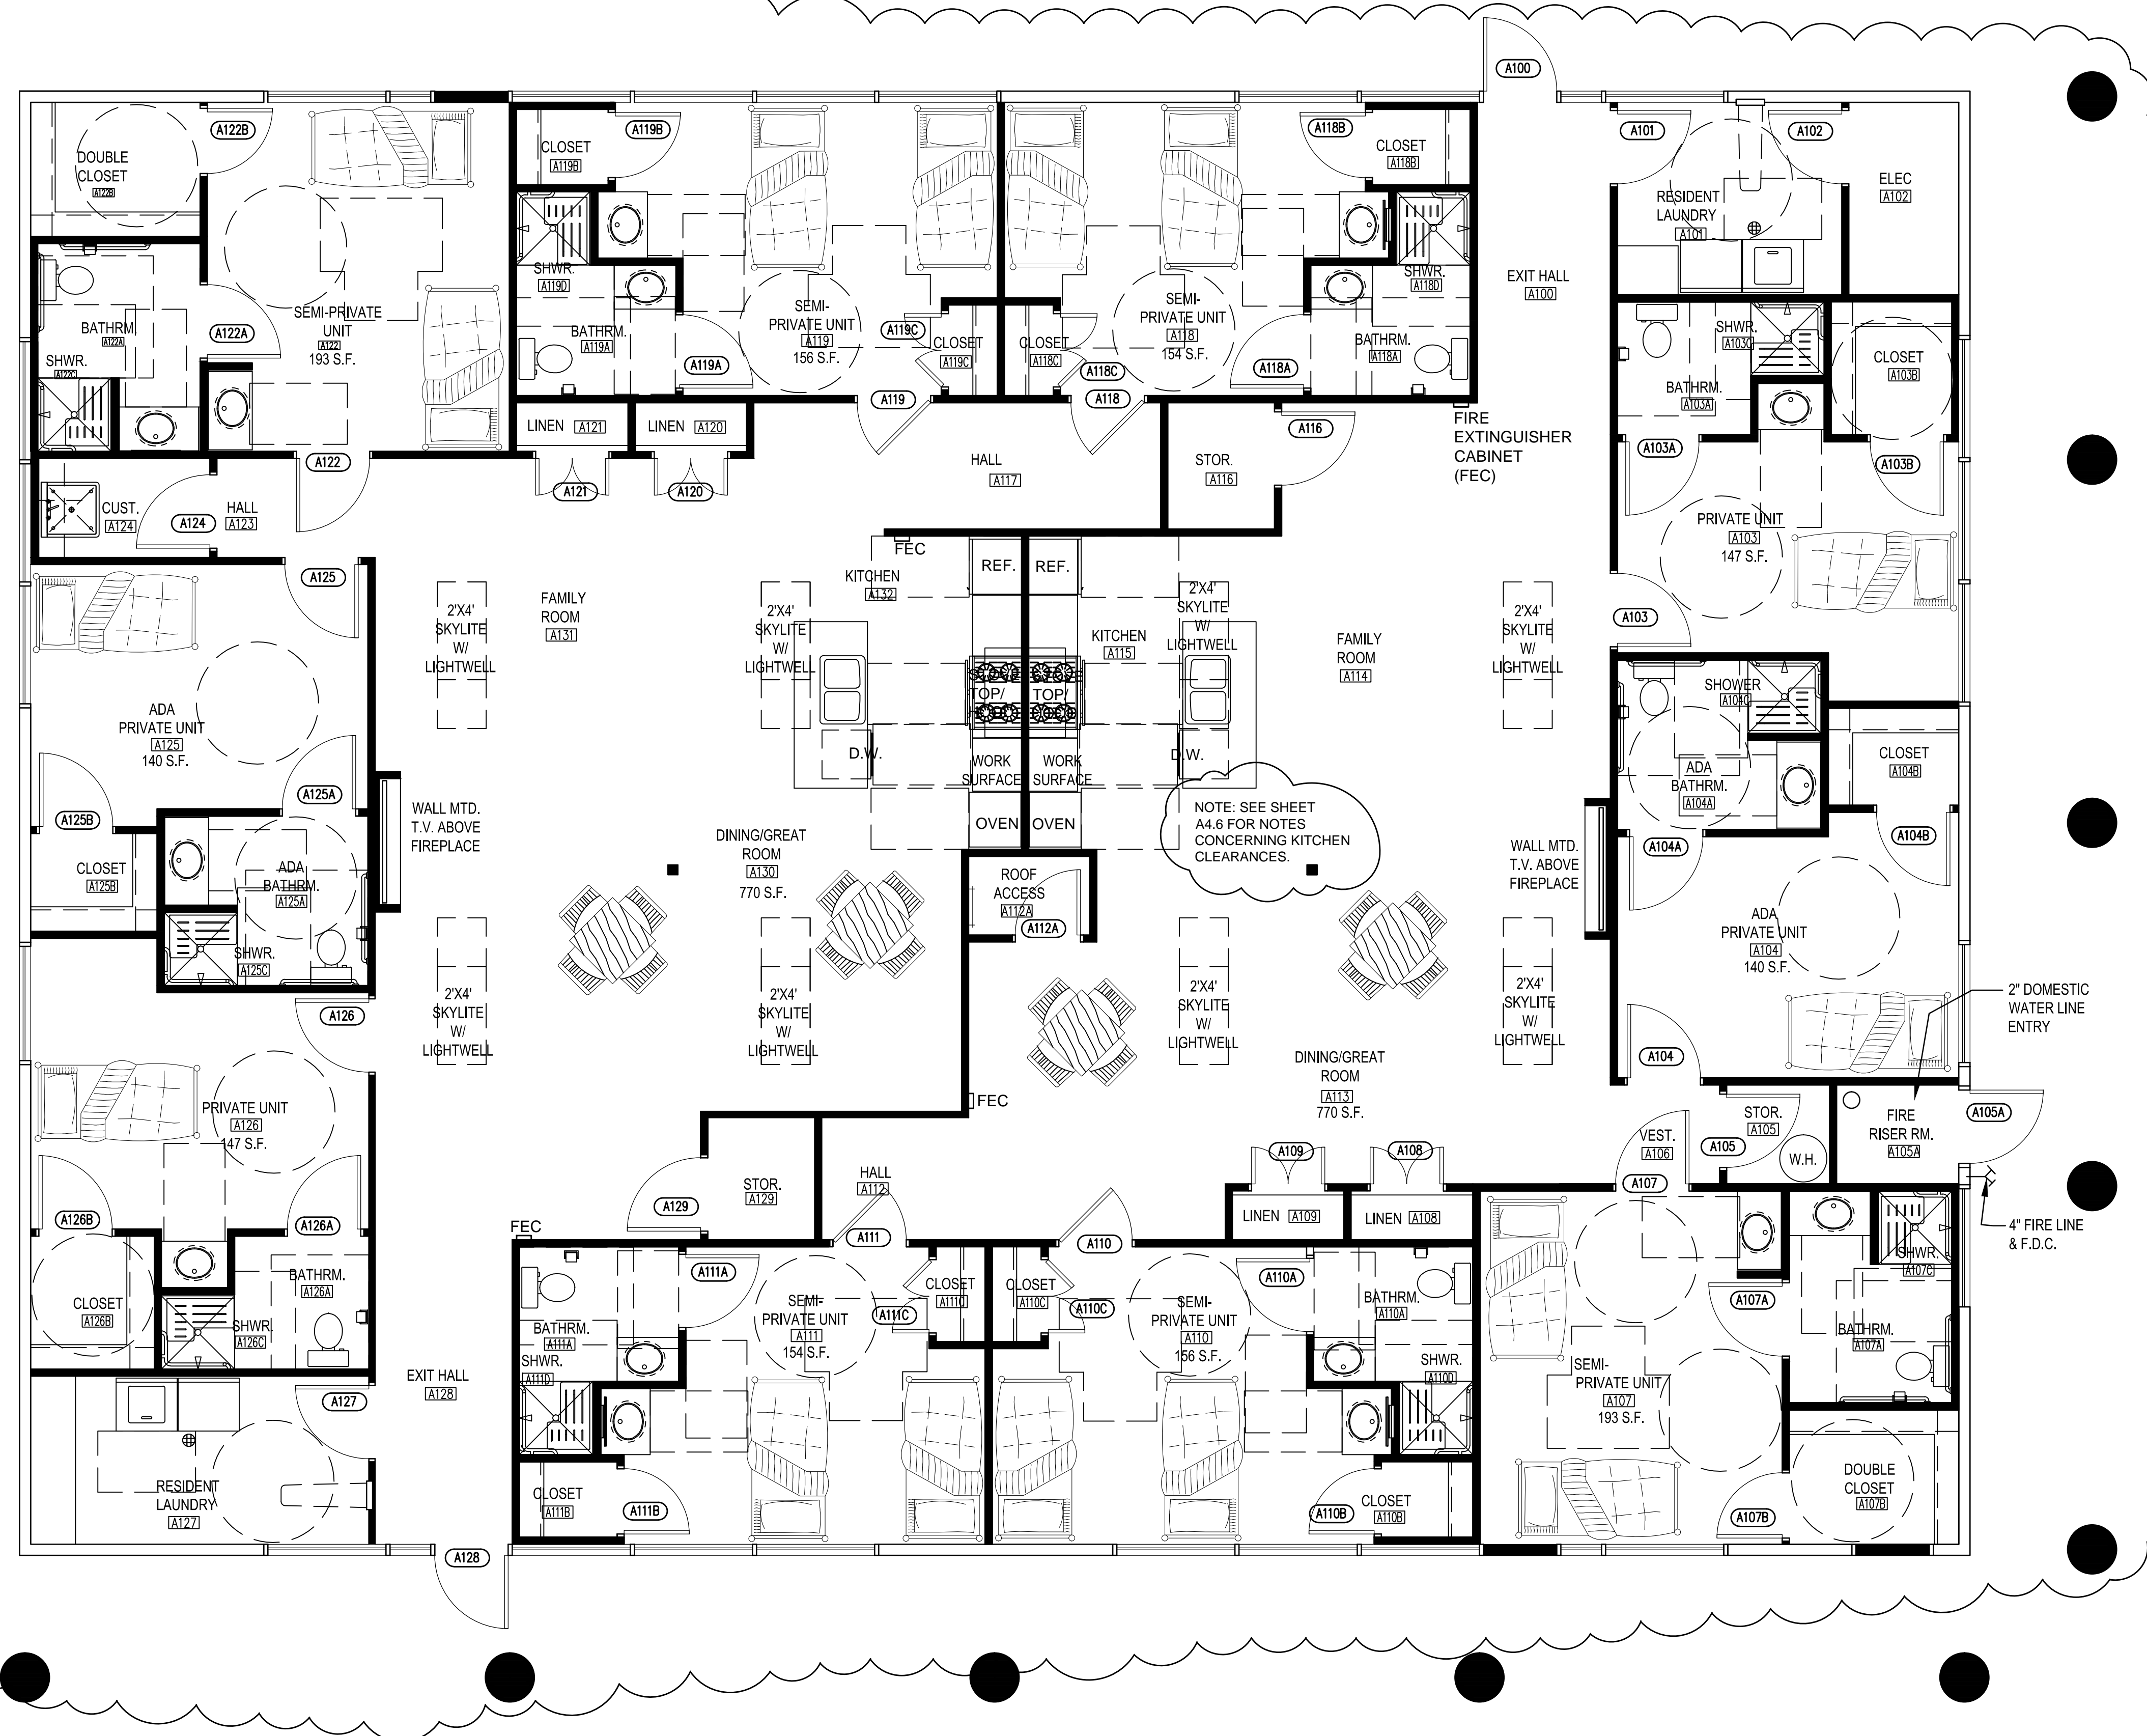 A100
A122B
DOUBLE
CLOSET
A122B
A119B
CLOSET
A119B
A118B
CLOSET
A118B
A101
A102
RESIDENT
LAUNDRY
A101
ELEC
A102
SHWR.
A119D
SHWR.
A118D
EXIT HALL
A100
BATHRM.
A122A
A122A
SEMI-PRIVATE
UNIT
A122
193 S.F.
SHWR.
A122C
BATHRM.
A119A
A119A
SEMI-
PRIVATE UNIT
A119
156 S.F.
A119C
CLOSET
A119C
CLOSET
A118C
A118C
SEMI-
PRIVATE UNIT
A118
154 S.F.
A118A
BATHRM.
A118A
SHWR.
A103C
CLOSET
A103B
BATHRM.
A103A
LINEN A121
LINEN A120
A119
A118
FIRE
EXTINGUISHER
CABINET
(FEC)
A116
STOR.
A116
A103A
A103B
A122
A121
A120
HALL
A117
CUST.
A124
A124
HALL
A123
PRIVATE UNIT
A103
147 S.F.
A125
FEC
REF.
REF.
KITCHEN
A132
FAMILY
ROOM
A131
2'X4'
SKYLITE
W/
LIGHTWELL
2'X4'
SKYLITE
W/
LIGHTWELL
2'X4'
SKYLITE
W/
LIGHTWELL
2'X4'
SKYLITE
W/
LIGHTWELL
KITCHEN
A115
FAMILY
ROOM
A114
A103
TOP/
TOP/
SHOWER
A104C
ADA
PRIVATE UNIT
A125
140 S.F.
D.W.
WORK
SURFACE
WORK
SURFACE
D.W.
ADA
BATHRM.
A104A
CLOSET
A104B
A125A
A125B
WALL MTD.
T.V. ABOVE
FIREPLACE
OVEN
OVEN
NOTE: SEE SHEET
A4.6 FOR NOTES
CONCERNING KITCHEN
CLEARANCES.
DINING/GREAT
ROOM
A130
770 S.F.
WALL MTD.
T.V. ABOVE
FIREPLACE
A104A
A104B
CLOSET
A125B
ADA
BATHRM.
A125A
ROOF
ACCESS
A112A
A112A
SHWR.
A125C
ADA
PRIVATE UNIT
A104
140 S.F.
2'X4'
SKYLITE
W/
LIGHTWELL
2'X4'
SKYLITE
W/
LIGHTWELL
2'X4'
SKYLITE
W/
LIGHTWELL
2'X4'
SKYLITE
W/
LIGHTWELL
2" DOMESTIC
WATER LINE
ENTRY
A126
A104
DINING/GREAT
ROOM
A113
770 S.F.
FEC
PRIVATE UNIT
A126
147 S.F.
STOR.
A105
A105
FIRE
RISER RM.
A105A
A105A
VEST.
A106
W.H.
A109
A108
A107
STOR.
A129
A129
HALL
A112
LINEN A109
LINEN A108
4" FIRE LINE
& F.D.C.
A126B
A126A
FEC
A111
A110
BATHRM.
A126A
CLOSET
A126B
SHWR.
A126C
A111A
BATHRM.
A111A
SHWR.
A111D
SEMI-
PRIVATE UNIT
A111
154 S.F.
A111C
CLOSET
A111C
CLOSET
A110C
A110C
SEMI-
PRIVATE UNIT
A110
156 S.F.
A110A
BATHRM.
A110A
SHWR.
A110D
SHWR.
A107C
A107A
BATHRM.
A107A
SEMI-
PRIVATE UNIT
A107
193 S.F.
EXIT HALL
A128
A127
RESIDENT
LAUNDRY
A127
CLOSET
A111B
A111B
A110B
CLOSET
A110B
DOUBLE
CLOSET
A107B
A107B
A128